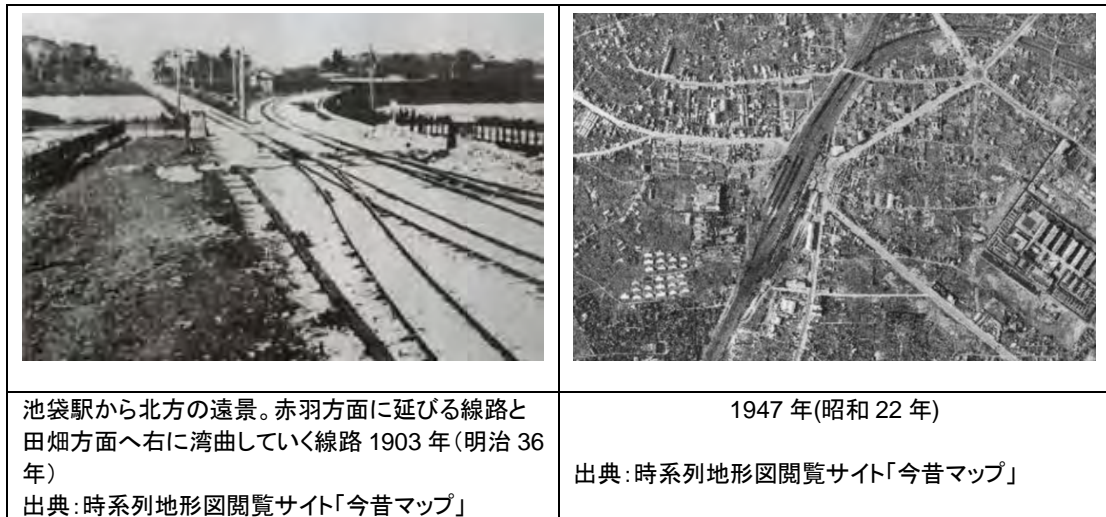 池袋駅から北方の遠景。赤羽方面に延びる線路と
田畑方面へ右に湾曲していく線路 1903 年(明治 36
年)
出典:時系列地形図閲覧サイト「今昔マップ」
1947 年(昭和 22 年)
出典:時系列地形図閲覧サイト「今昔マップ」